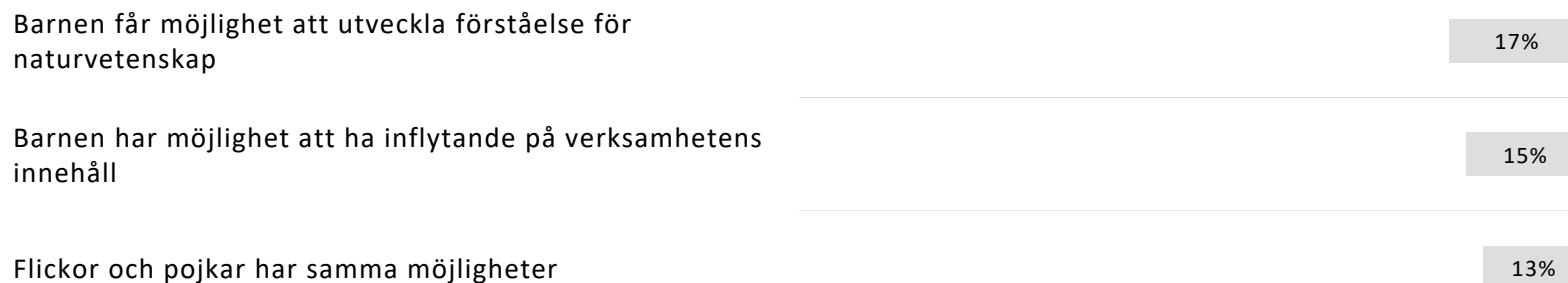 Barnen får möjlighet att utveckla förståelse för
naturvetenskap
17%
Barnen har möjlighet att ha inflytande på verksamhetens
innehåll
15%
Flickor och pojkar har samma möjligheter
13%